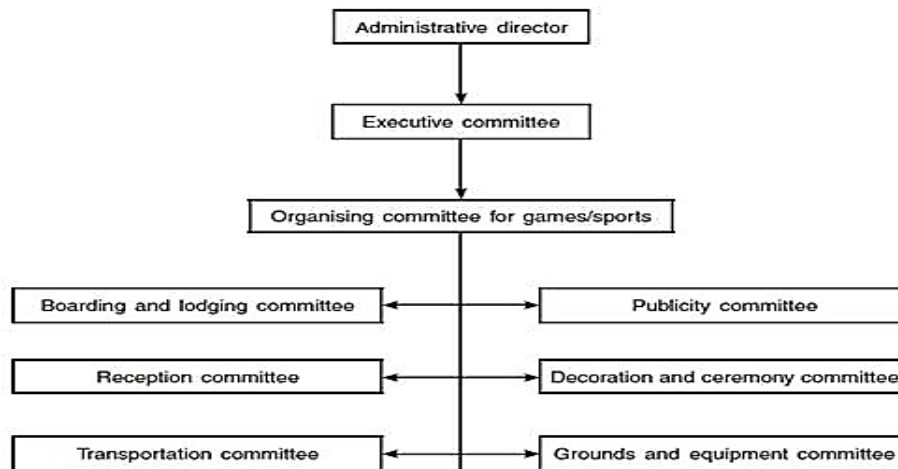 Administrative director
Executive committee
Organising committee for games/sports
Boarding and lodging committee
Publicity committee
Reception committee
Decoration and ceremony committee
Transportation committee
Grounds and equipment committee